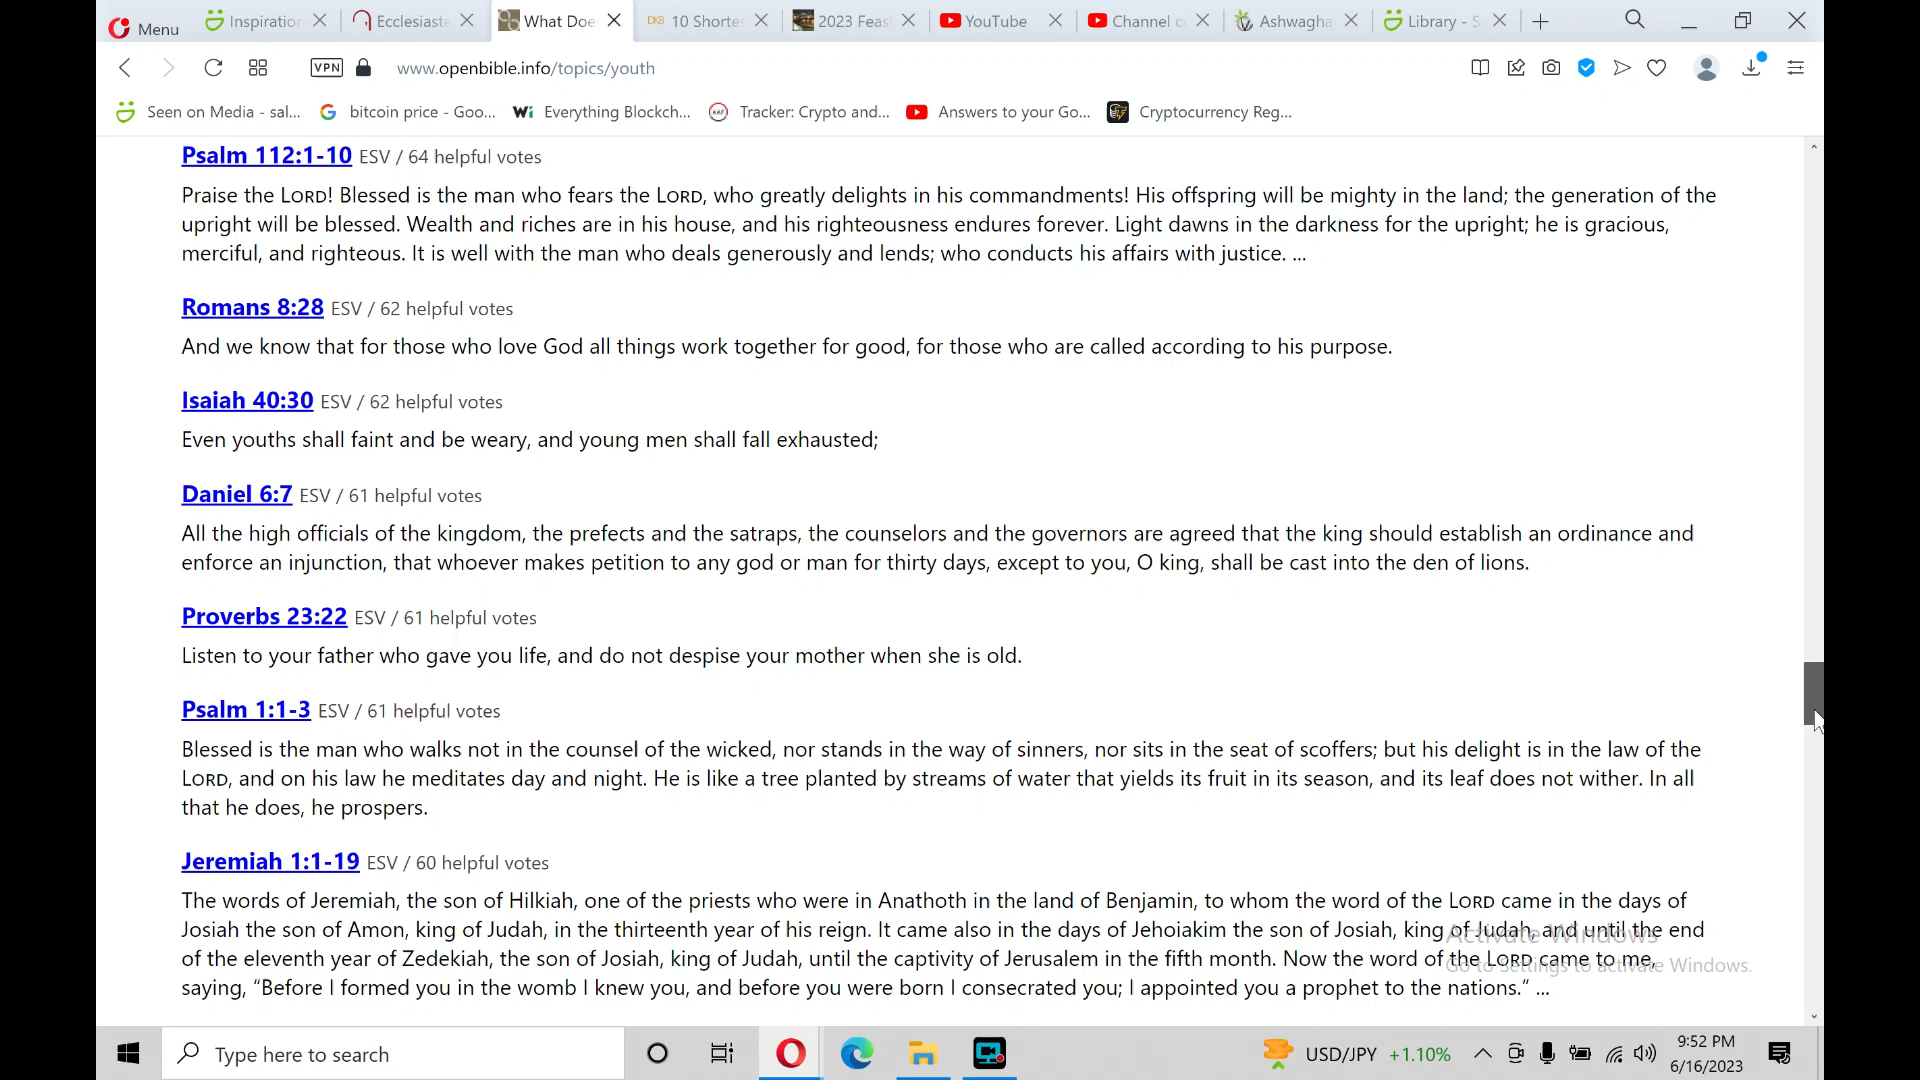 Menu
Inspiration
Ecclesiaste
What Doe
DKB 10 Shortes
2023 Feas
YouTube
Channel c
Ashwagha
Library - S
VPN
www.openbible.info/topics/youth
Seen on Media - sal...
bitcoin price - Goo...
Wi Everything Blockch...
Tracker: Crypto and...
Answers to your Go...
Cryptocurrency Reg...
Psalm 112:1-10 ESV / 64 helpful votes
Praise the LORD! Blessed is the man who fears the LORD, who greatly delights in his commandments! His offspring will be mighty in the land; the generation of the
upright will be blessed. Wealth and riches are in his house, and his righteousness endures forever. Light dawns in the darkness for the upright; he is gracious,
merciful, and righteous. It is well with the man who deals generously and lends; who conducts his affairs with justice. ...
Romans 8:28 ESV / 62 helpful votes
And we know that for those who love God all things work together for good, for those who are called according to his purpose.
Isaiah 40:30 ESV / 62 helpful votes
Even youths shall faint and be weary, and young men shall fall exhausted;
Daniel 6:7 ESV / 61 helpful votes
All the high officials of the kingdom, the prefects and the satraps, the counselors and the governors are agreed that the king should establish an ordinance and
enforce an injunction, that whoever makes petition to any god or man for thirty days, except to you, O king, shall be cast into the den of lions.
Proverbs 23:22 ESV / 61 helpful votes
Listen to your father who gave you life, and do not despise your mother when she is old.
Psalm 1:1-3 ESV / 61 helpful votes
Blessed is the man who walks not in the counsel of the wicked, nor stands in the way of sinners, nor sits in the seat of scoffers; but his delight is in the law of the
LORD, and on his law he meditates day and night. He is like a tree planted by streams of water that yields its fruit in its season, and its leaf does not wither. In all
that he does, he prospers.
Jeremiah 1:1-19 ESV / 60 helpful votes
The words of Jeremiah, the son of Hilkiah, one of the priests who were in Anathoth in the land of Benjamin, to whom the word of the LORD came in the days of
Josiah the son of Amon, king of Judah, in the thirteenth year of his reign. It came also in the days of Jehoiakim the son of Josiah, king of Judah, and until the end
of the eleventh year of Zedekiah, the son of Josiah, king of Judah, until the captivity of Jerusalem in the fifth month. Now the word of the LORD came to me,
saying, “Before I formed you in the womb I knew you, and before you were born I consecrated you; I appointed you a prophet to the nations.” ...
Activate Windows
Go to Settings to activate Windows.
Type here to search
USD/JPY +1.10%
9:52 PM
6/16/2023